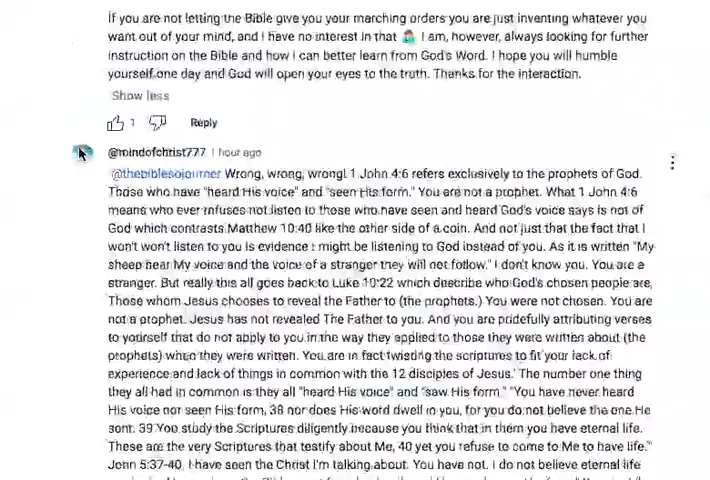 If you are not letting the Bible give you your marching orders you are just inventing whatever you
want out of your mind, and I have no interest in that 🤷🏻‍♂️ I am, however, always looking for further
instruction on the Bible and how I can better learn from God's Word. I hope you will humble
yourself one day and God will open your eyes to the truth. Thanks for the interaction.
Show less
1 Reply
@mindofchrist777 1 hour ago
@thebiblesojourner Wrong, wrong, wrong! 1 John 4:6 refers exclusively to the prophets of God.
Those who have "heard His voice" and "seen His form." You are not a prophet. What 1 John 4:6
means who ever refuses not listen to those who have seen and heard God's voice says is not of
God which contrasts Matthew 10:40 like the other side of a coin. And not just that the fact that I
won't won't listen to you is evidence I might be listening to God instead of you. As it is written "My
sheep hear My voice and the voice of a stranger they will not follow." I don't know you. You are a
stranger. But really this all goes back to Luke 10:22 which describe who God's chosen people are,
Those whom Jesus chooses to reveal the Father to (the prophets.) You were not chosen. You are
not a prophet. Jesus has not revealed The Father to you. And you are pridefully attributing verses
to yourself that do not apply to you in the way they applied to those they were written about (the
prophets) when they were written. You are in fact twisting the scriptures to fit your lack of
experience and lack of things in common with the 12 disciples of Jesus.' The number one thing
they all had in common is they all "heard His voice" and "saw His form." "You have never heard
His voice nor seen His form, 38 nor does His word dwell in you, for you do not believe the one He
sent. 39 You study the Scriptures diligently because you think that in them you have eternal life.
These are the very Scriptures that testify about Me, 40 yet you refuse to come to Me to have life."
John 5:37-40. I have seen the Christ I'm talking about. You have not. I do not believe eternal life